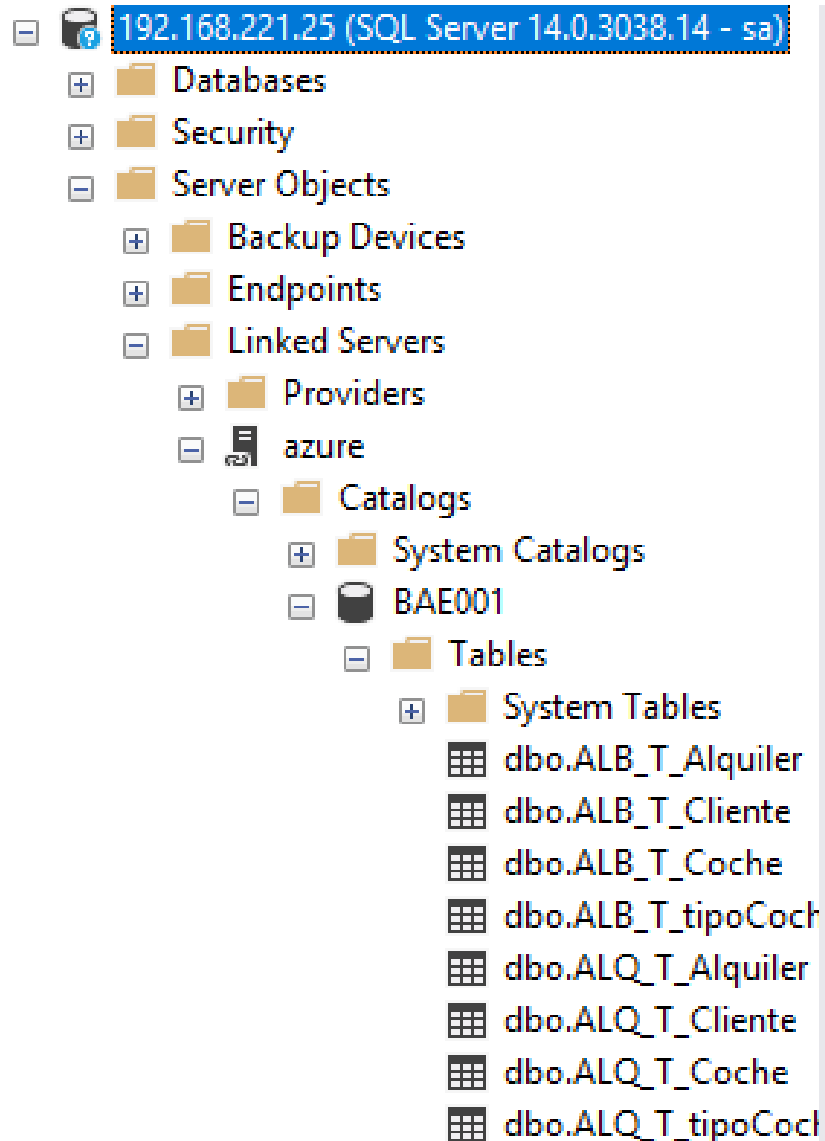 192.168.221.25 (SQL Server 14.0.3038.14 - sa)
Databases
Security
Server Objects
Backup Devices
Endpoints
Linked Servers
Providers
azure
Catalogs
System Catalogs
BAE001
Tables
System Tables
dbo.ALB_T_Alquiler
dbo.ALB_T_Cliente
dbo.ALB_T_Coche
dbo.ALB_T_tipoCoch
dbo.ALQ_T_Alquiler
dbo.ALQ_T_Cliente
dbo.ALQ_T_Coche
dbo.ALQ_T_tipoCoch